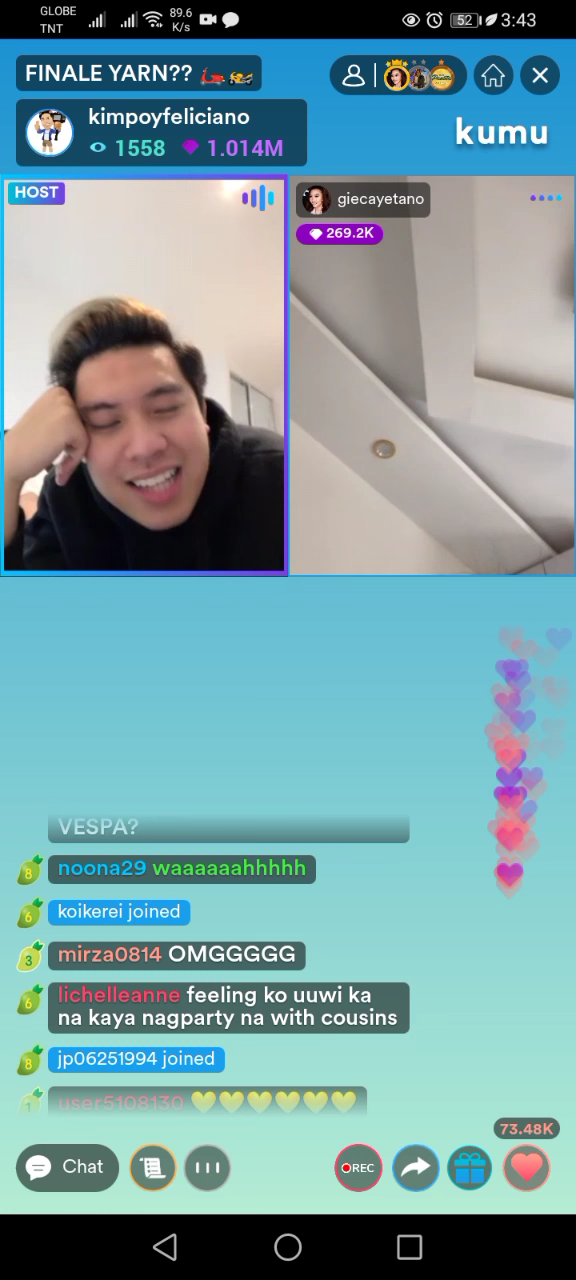 GLOBE
TNT
89.6
K/s
52
3:43
FINALE YARN?? 🛵🏍️
kimpoyfeliciano
1558 1.014M
kumu
HOST
giecayetano
269.2K
VESPA?
8 noona29 waaaaaahhhhh
6 koikerei joined
3 mirza0814 OMGGGGG
6 lichelleanne feeling ko uuwi ka
na kaya nagparty na with cousins
8 jp06251994 joined
1 user5108130 💛💛💛💛💛💛
73.48K
Chat
REC